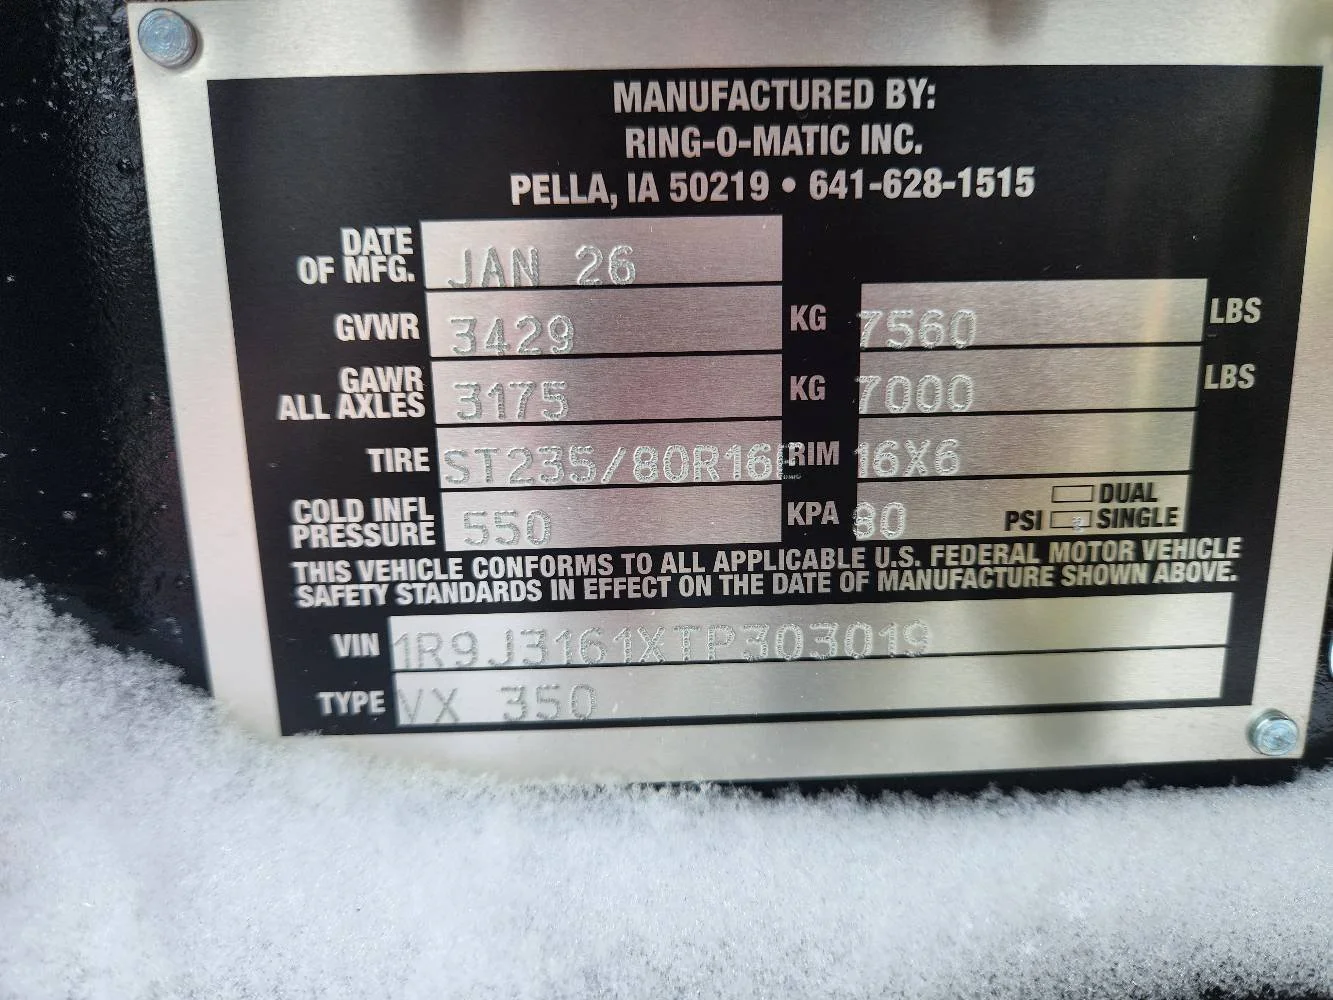 MANUFACTURED BY:
RING-O-MATIC INC.
PELLA, IA 50219 • 641-628-1515
DATE OF MFG. JAN 26
GVWR 3429 KG 7560 LBS
GAWR ALL AXLES 3175 KG 7000 LBS
TIRE ST235/80R16E RIM 16X6
COLD INFL PRESSURE 550 KPA 80 PSI DUAL SINGLE
THIS VEHICLE CONFORMS TO ALL APPLICABLE U.S. FEDERAL MOTOR VEHICLE
SAFETY STANDARDS IN EFFECT ON THE DATE OF MANUFACTURE SHOWN ABOVE.
VIN 1R9J3161XTP303019
TYPE VX 350